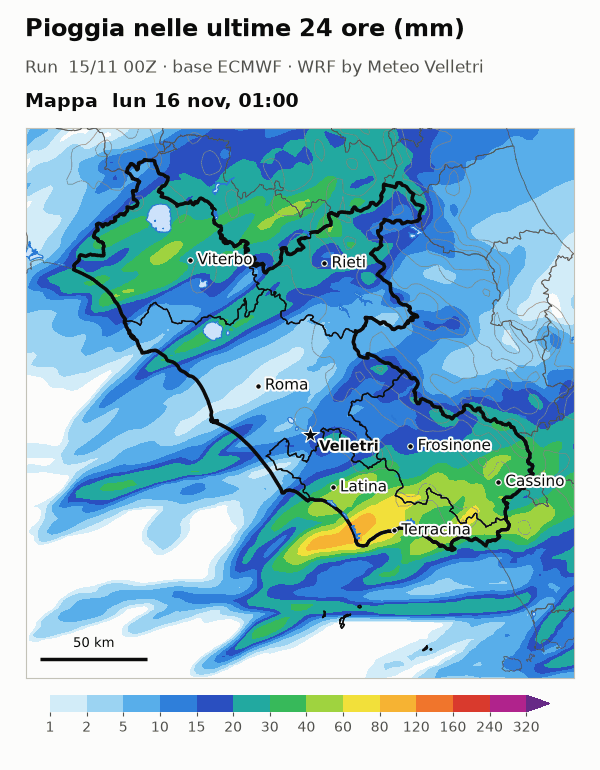 Pioggia nelle ultime 24 ore (mm)
Run 15/11 00Z · base ECMWF · WRF by Meteo Velletri
Mappa lun 16 nov, 01:00
Viterbo
Rieti
Roma
Velletri
Frosinone
Latina
Cassino
Terracina
50 km
1 2 5 10 15 20 30 40 60 80 120 160 240 320